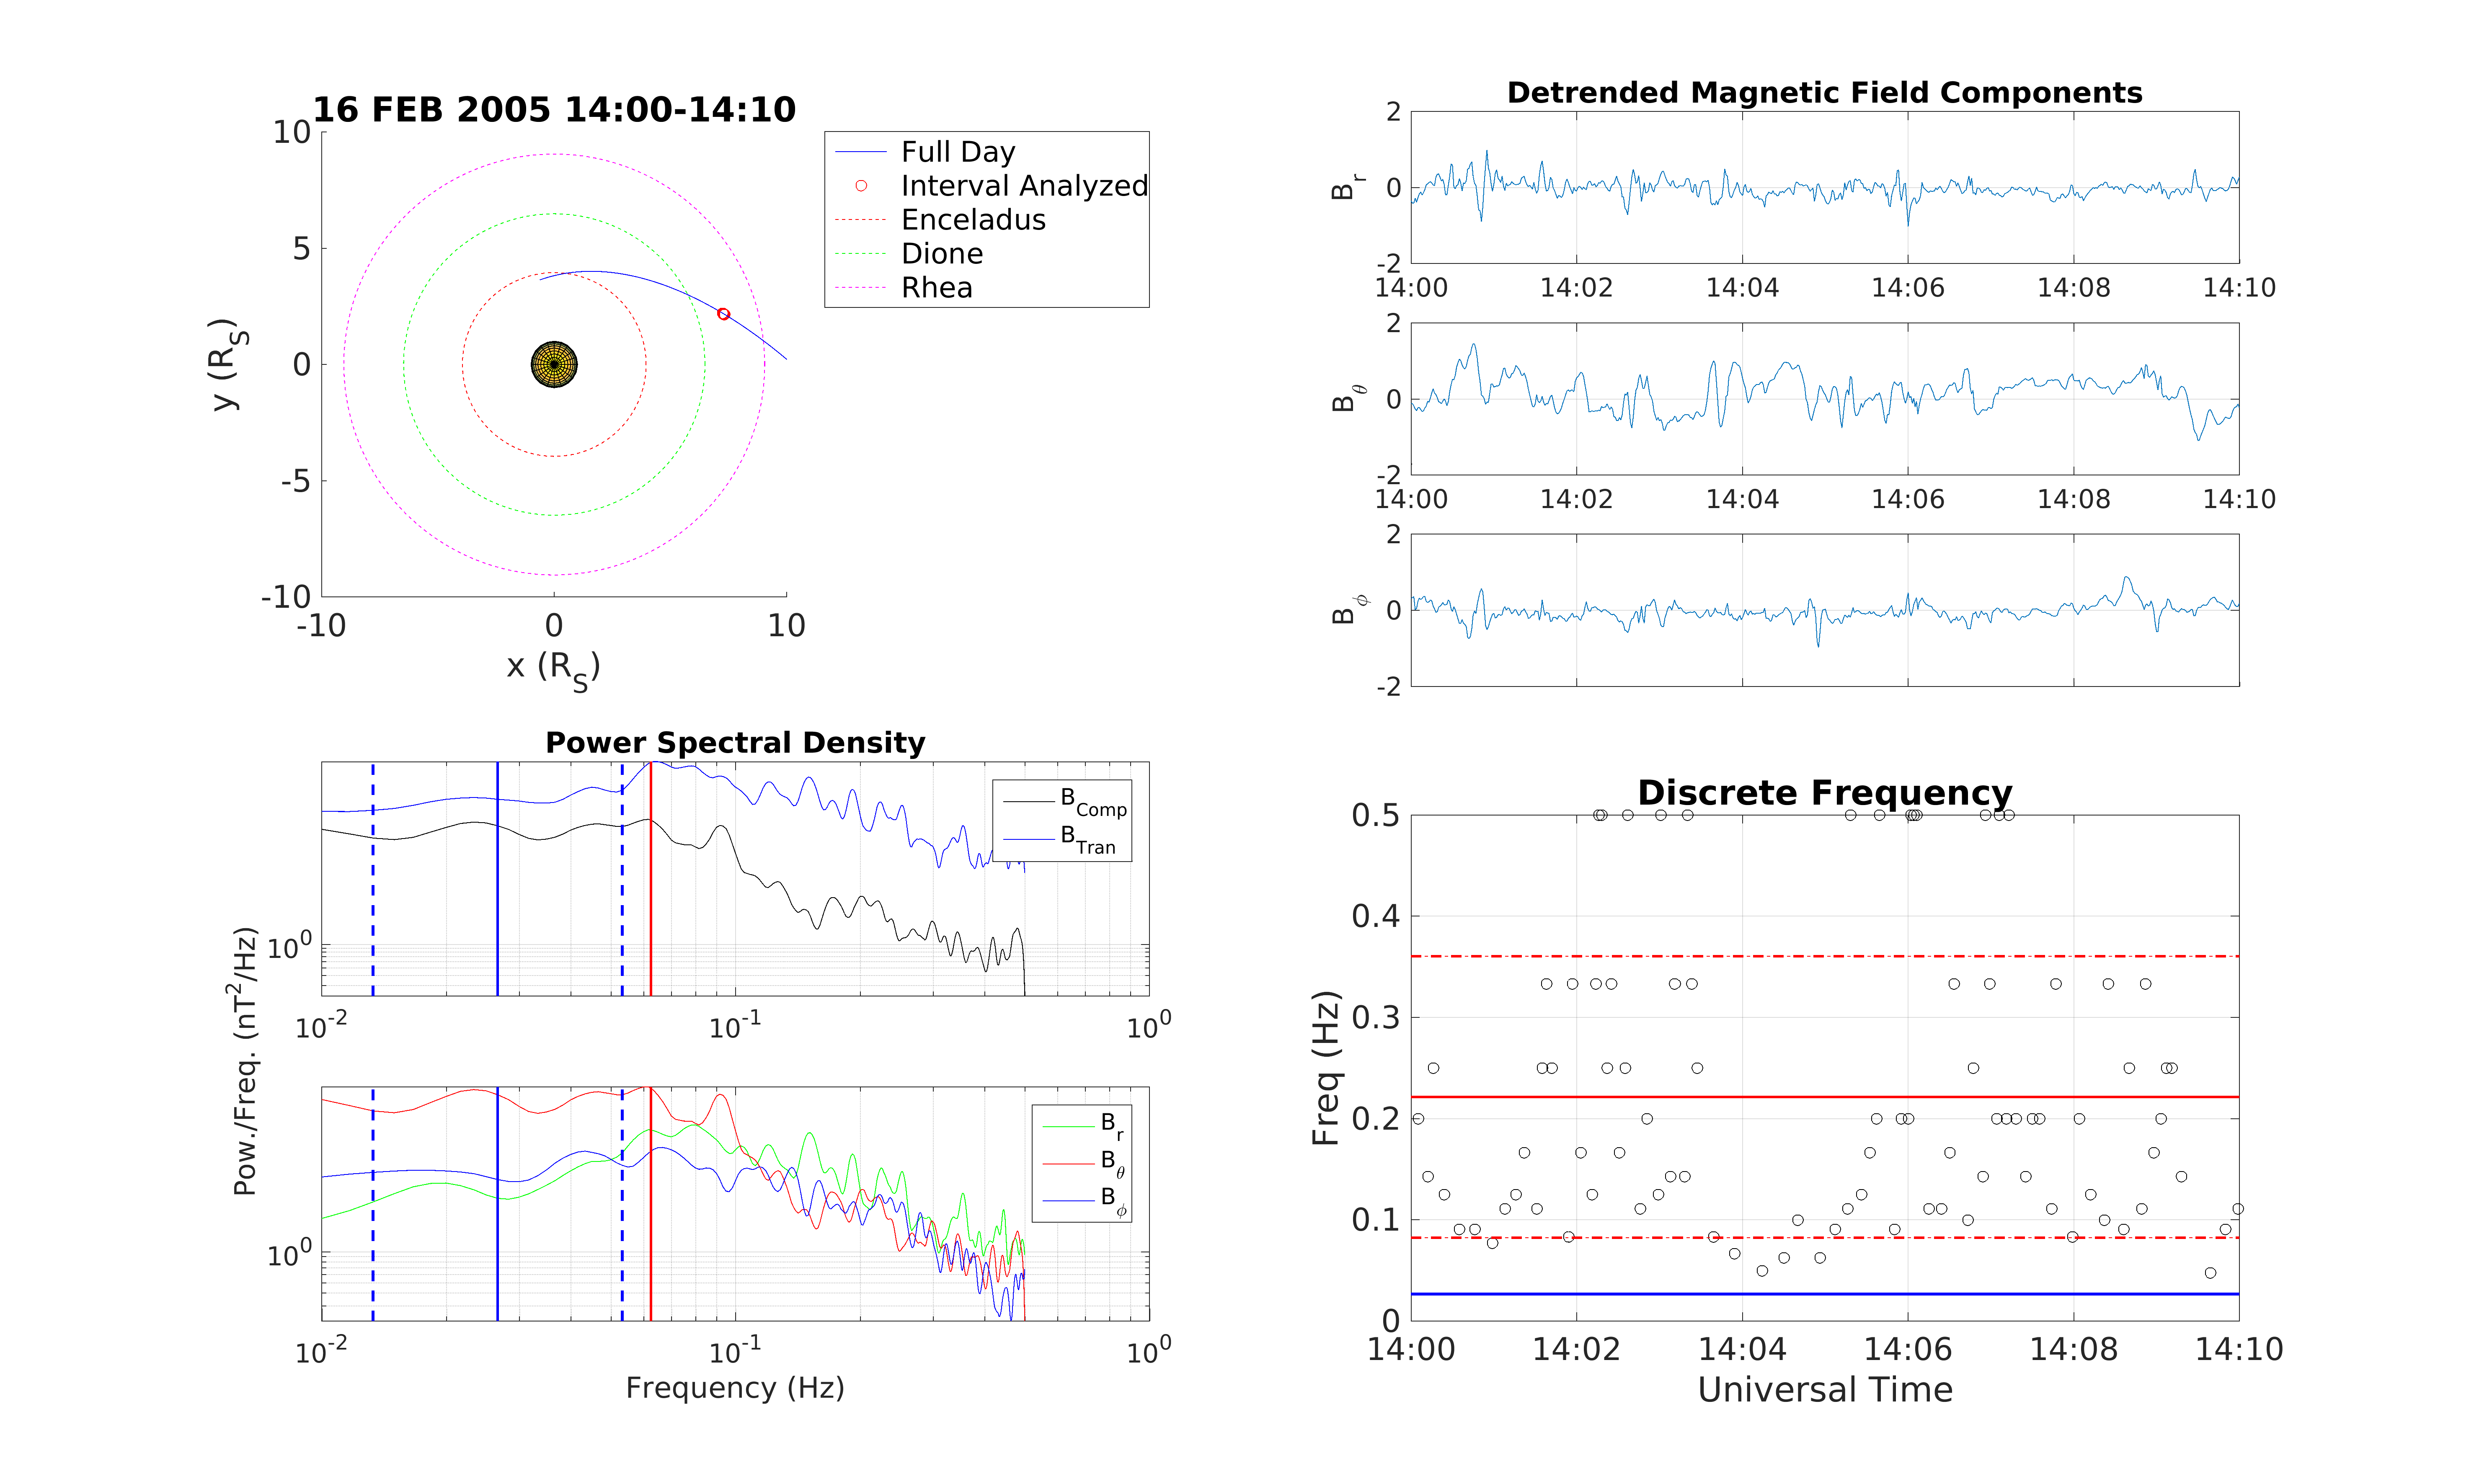 16 FEB 2005 14:00-14:10
10
5
0
-5
-10
-10 0 10
y (R_S)
x (R_S)
Full Day
Interval Analyzed
Enceladus
Dione
Rhea
Detrended Magnetic Field Components
2
0
-2
B_r
14:00 14:02 14:04 14:06 14:08 14:10
2
0
-2
B_θ
14:00 14:02 14:04 14:06 14:08 14:10
2
0
-2
B_ϕ
Power Spectral Density
B_Comp
B_Tran
10^0
10^-2 10^-1 10^0
Pow./Freq. (nT^2/Hz)
B_r
B_θ
B_ϕ
10^0
10^-2 10^-1 10^0
Frequency (Hz)
Discrete Frequency
0.5
0.4
0.3
0.2
0.1
0
Freq (Hz)
14:00 14:02 14:04 14:06 14:08 14:10
Universal Time